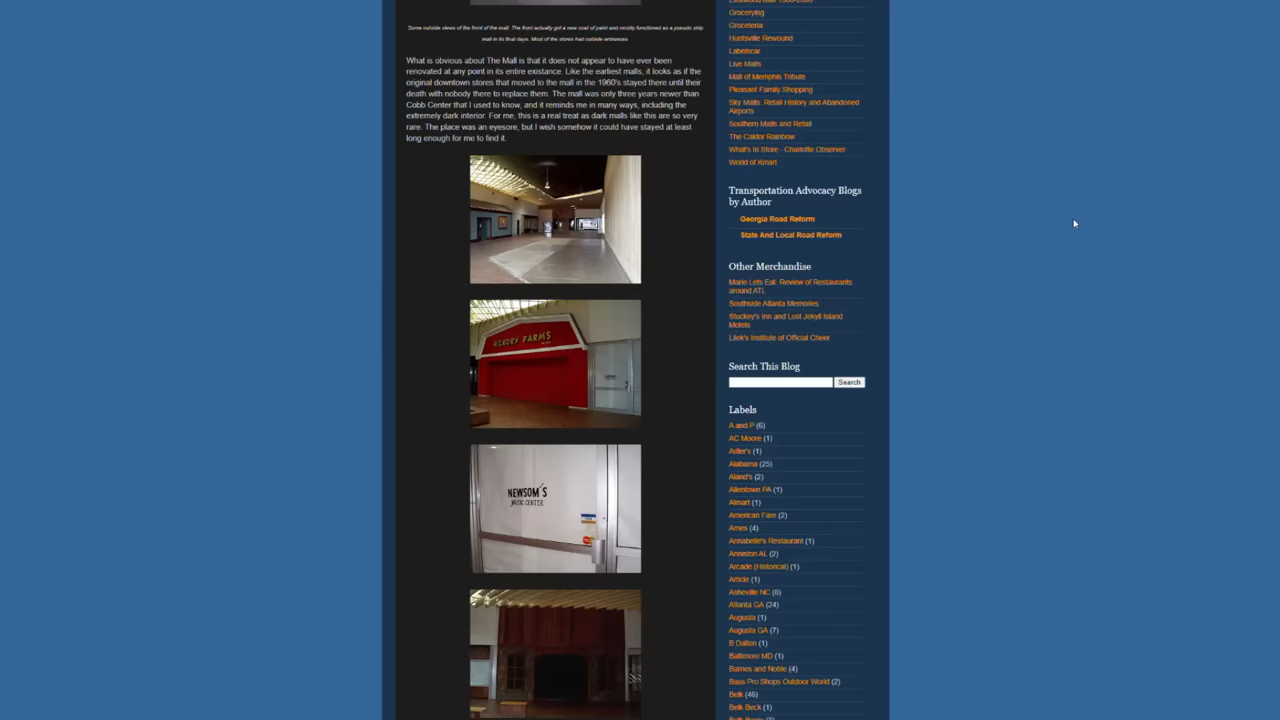 Some outside views of the front of the mall. The front actually got a new coat of paint and mostly functioned as a pseudo strip
mall in its final days. Most of the stores had outside entrances.
What is obvious about The Mall is that it does not appear to have ever been
renovated at any point in its entire existance. Like the earliest malls, it looks as if the
original downtown stores that moved to the mall in the 1960's stayed there until their
death with nobody there to replace them. The mall was only three years newer than
Cobb Center that I used to know, and it reminds me in many ways, including the
extremely dark interior. For me, this is a real treat as dark malls like this are so very
rare. The place was an eyesore, but I wish somehow it could have stayed at least
long enough for me to find it.
HICKORY FARMS
NEWSOM'S
MUSIC CENTER
Grocerying
Groceteria
Huntsville Rewound
Labelscar
Live Malls
Mall of Memphis Tribute
Pleasant Family Shopping
Sky Malls: Retail History and Abandoned
Airports
Southern Malls and Retail
The Caldor Rainbow
What's In Store - Charlotte Observer
World of Kmart
Transportation Advocacy Blogs
by Author
Georgia Road Reform
State And Local Road Reform
Other Merchandise
Marie Lets Eat: Review of Restaurants
around ATL
Southside Atlanta Memories
Stuckey's Inn and Lost Jekyll Island
Motels
Lilek's Institute of Official Cheer
Search This Blog
Search
Labels
A and P (6)
AC Moore (1)
Adler's (1)
Alabama (25)
Aland's (2)
Allentown PA (1)
Almart (1)
American Fare (2)
Ames (4)
Annabelle's Restaurant (1)
Anniston AL (2)
Arcade (Historical) (1)
Article (1)
Asheville NC (8)
Atlanta GA (24)
Augusta (1)
Augusta GA (7)
B Dalton (1)
Baltimore MD (1)
Barnes and Noble (4)
Bass Pro Shops Outdoor World (2)
Belk (46)
Belk Beck (1)